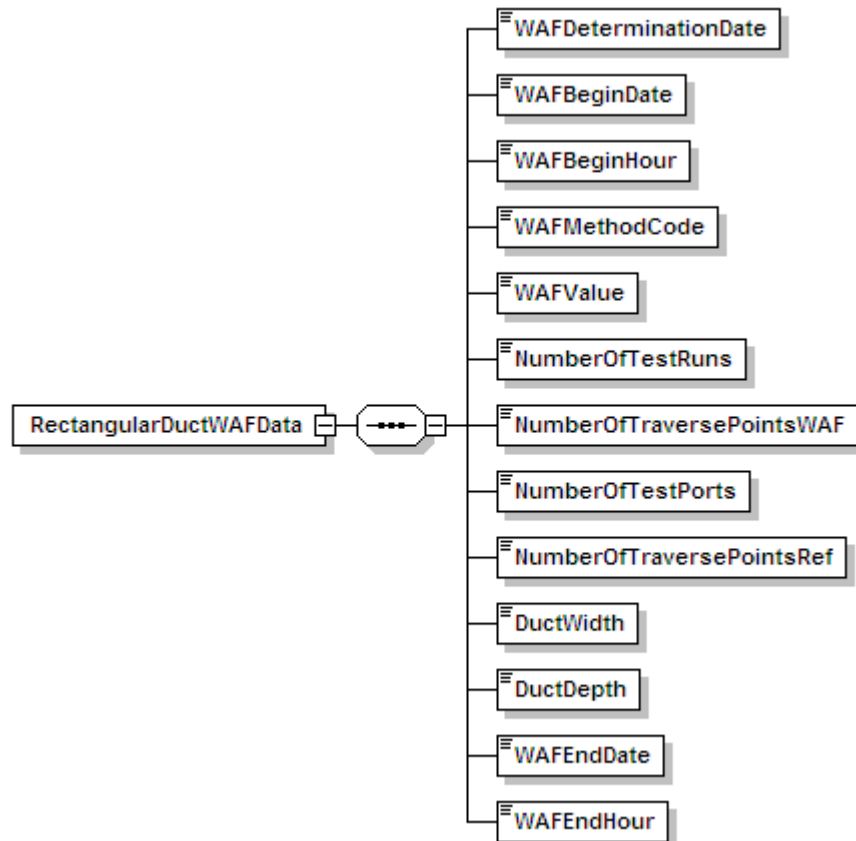 WAFDeterminationDate
WAFBeginDate
WAFBeginHour
WAFMethodCode
WAFValue
NumberOfTestRuns
RectangularDuctWAFData
NumberOfTraversePointsWAF
NumberOfTestPorts
NumberOfTraversePointsRef
DuctWidth
DuctDepth
WAFEndDate
WAFEndHour